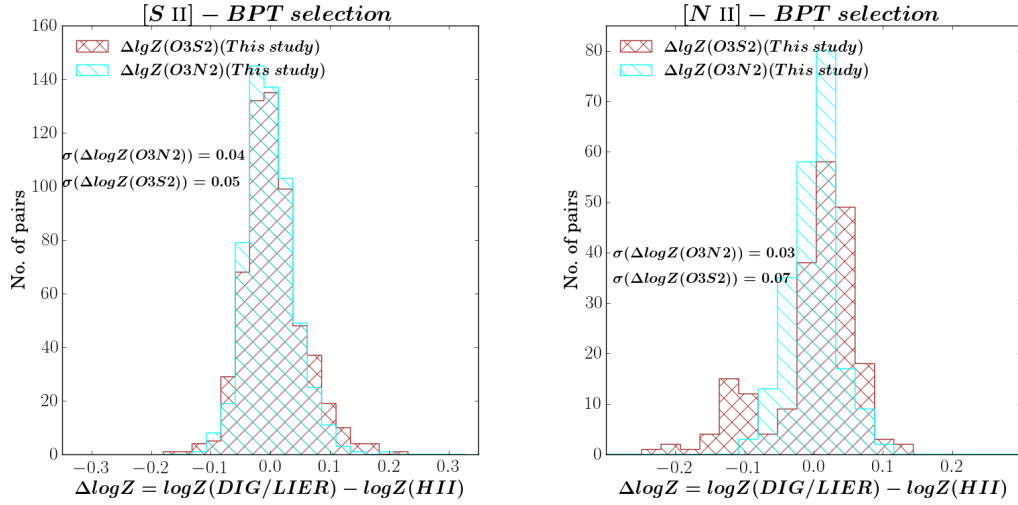 [S II] − BPT selection
160
140
120
100
80
60
40
20
0
No. of pairs
ΔlgZ(O3S2)(This study)
ΔlgZ(O3N2)(This study)
σ(ΔlogZ(O3N2)) = 0.04
σ(ΔlogZ(O3S2)) = 0.05
−0.3 −0.2 −0.1 0.0 0.1 0.2 0.3
ΔlogZ = logZ(DIG/LIER) − logZ(HII)
[N II] − BPT selection
80
70
60
50
40
30
20
10
0
No. of pairs
ΔlgZ(O3S2)(This study)
ΔlgZ(O3N2)(This study)
σ(ΔlogZ(O3N2)) = 0.03
σ(ΔlogZ(O3S2)) = 0.07
−0.2 −0.1 0.0 0.1 0.2
ΔlogZ = logZ(DIG/LIER) − logZ(HII)